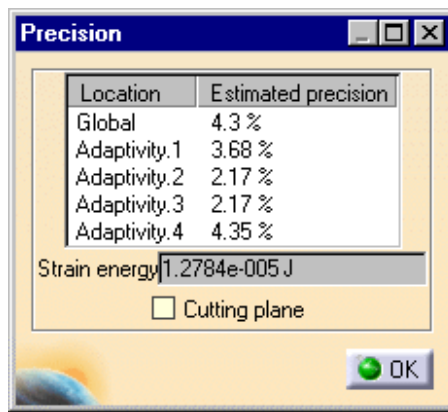 Precision
Location Estimated precision
Global 4.3 %
Adaptivity.1 3.68 %
Adaptivity.2 2.17 %
Adaptivity.3 2.17 %
Adaptivity.4 4.35 %
Strain energy 1.2784e-005 J
Cutting plane
OK